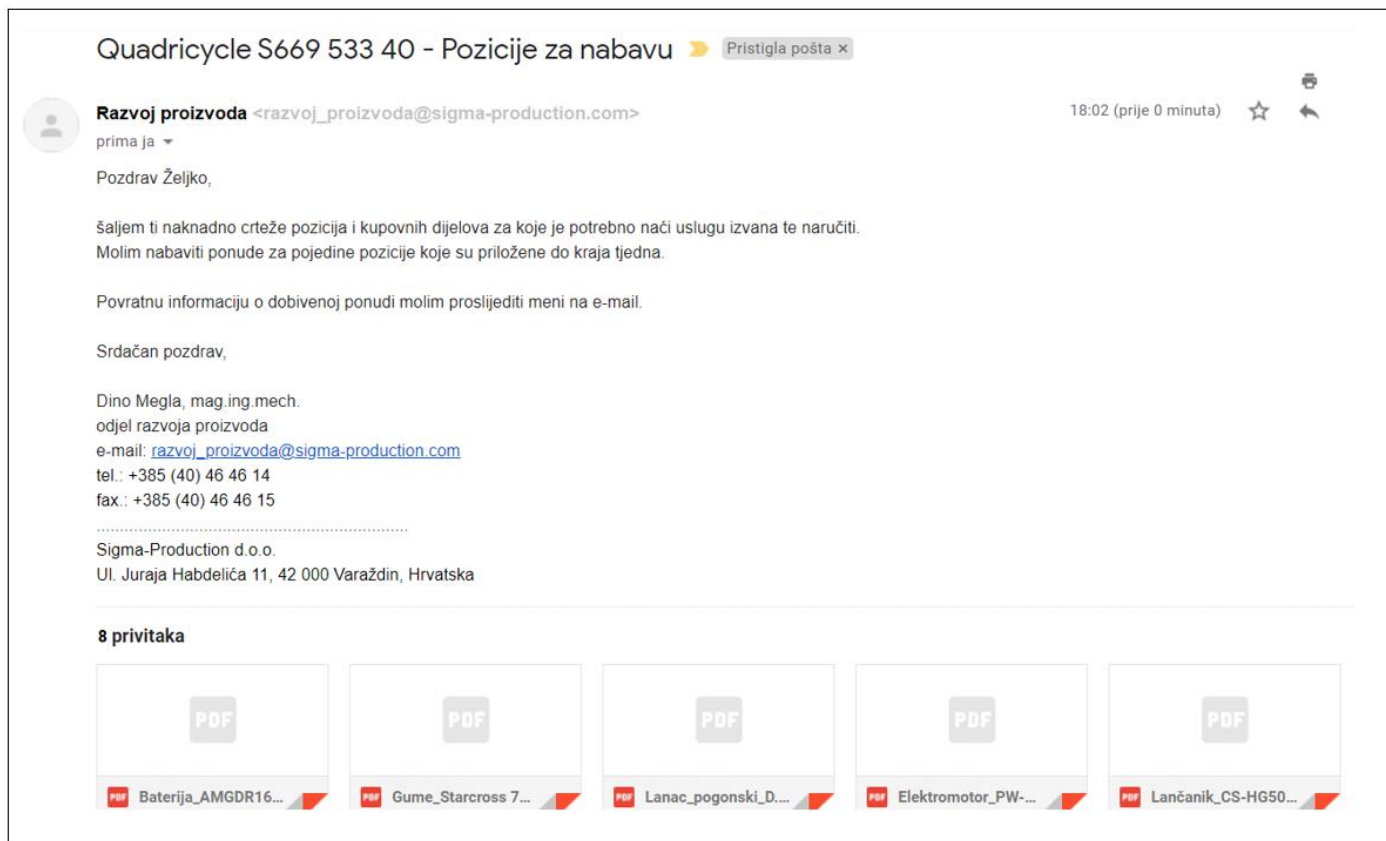 Quadricycle S669 533 40 - Pozicije za nabavu Pristigla pošta ×
Razvoj proizvoda <razvoj_proizvoda@sigma-production.com> 18:02 (prije 0 minuta)
prima ja
Pozdrav Željko,
šaljem ti naknadno crteže pozicija i kupovnih dijelova za koje je potrebno naći uslugu izvana te naručiti.
Molim nabaviti ponude za pojedine pozicije koje su priložene do kraja tjedna.
Povratnu informaciju o dobivenoj ponudi molim proslijediti meni na e-mail.
Srdačan pozdrav,
Dino Megla, mag.ing.mech.
odjel razvoja proizvoda
e-mail: razvoj_proizvoda@sigma-production.com
tel.: +385 (40) 46 46 14
fax.: +385 (40) 46 46 15
..................................................................
Sigma-Production d.o.o.
Ul. Juraja Habdelića 11, 42 000 Varaždin, Hrvatska
8 privitaka
PDF PDF PDF PDF PDF
PDF Baterija_AMGDR16... PDF Gume_Starcross 7... PDF Lanac_pogonski_D.... PDF Elektromotor_PW-... PDF Lančanik_CS-HG50...